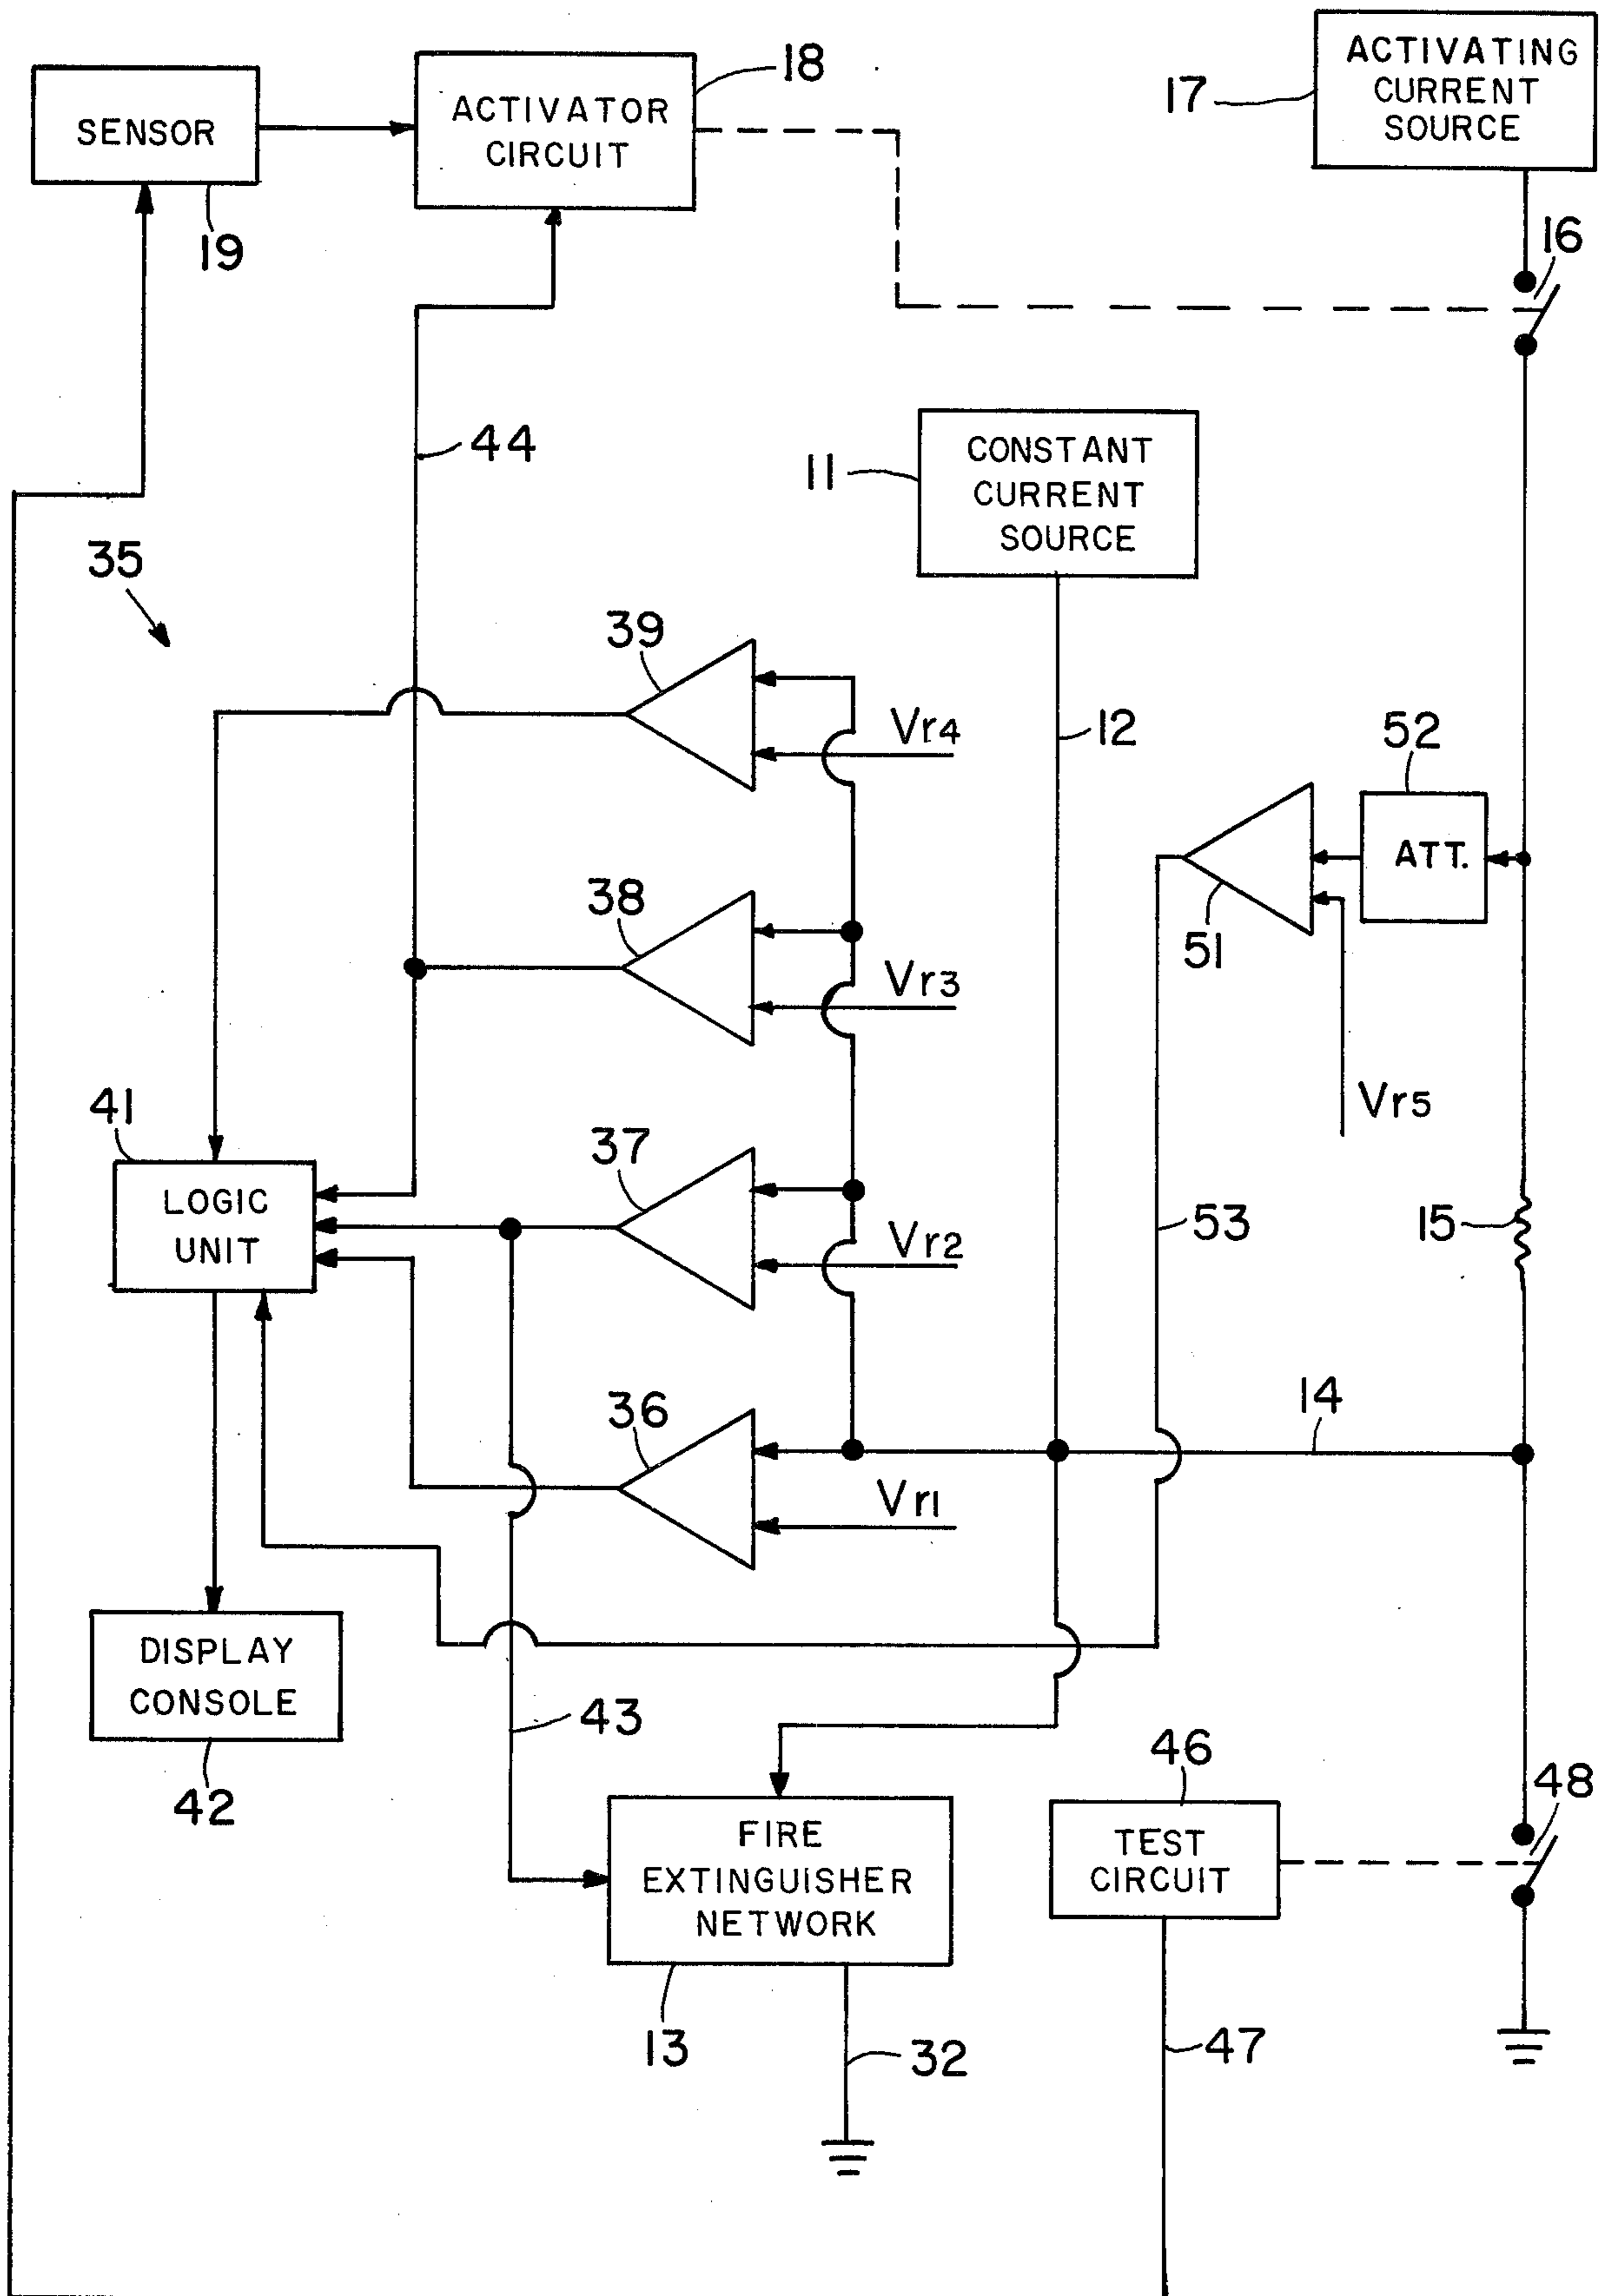 18
ACTIVATING
CURRENT
SOURCE
17
SENSOR
ACTIVATOR
CIRCUIT
19
16
44
CONSTANT
CURRENT
SOURCE
11
35
39
Vr4
12
52
ATT.
51
38
Vr3
Vr5
41
LOGIC
UNIT
37
Vr2
53
15
36
Vr1
14
DISPLAY
CONSOLE
42
43
46
48
FIRE
EXTINGUISHER
NETWORK
TEST
CIRCUIT
13
32
47